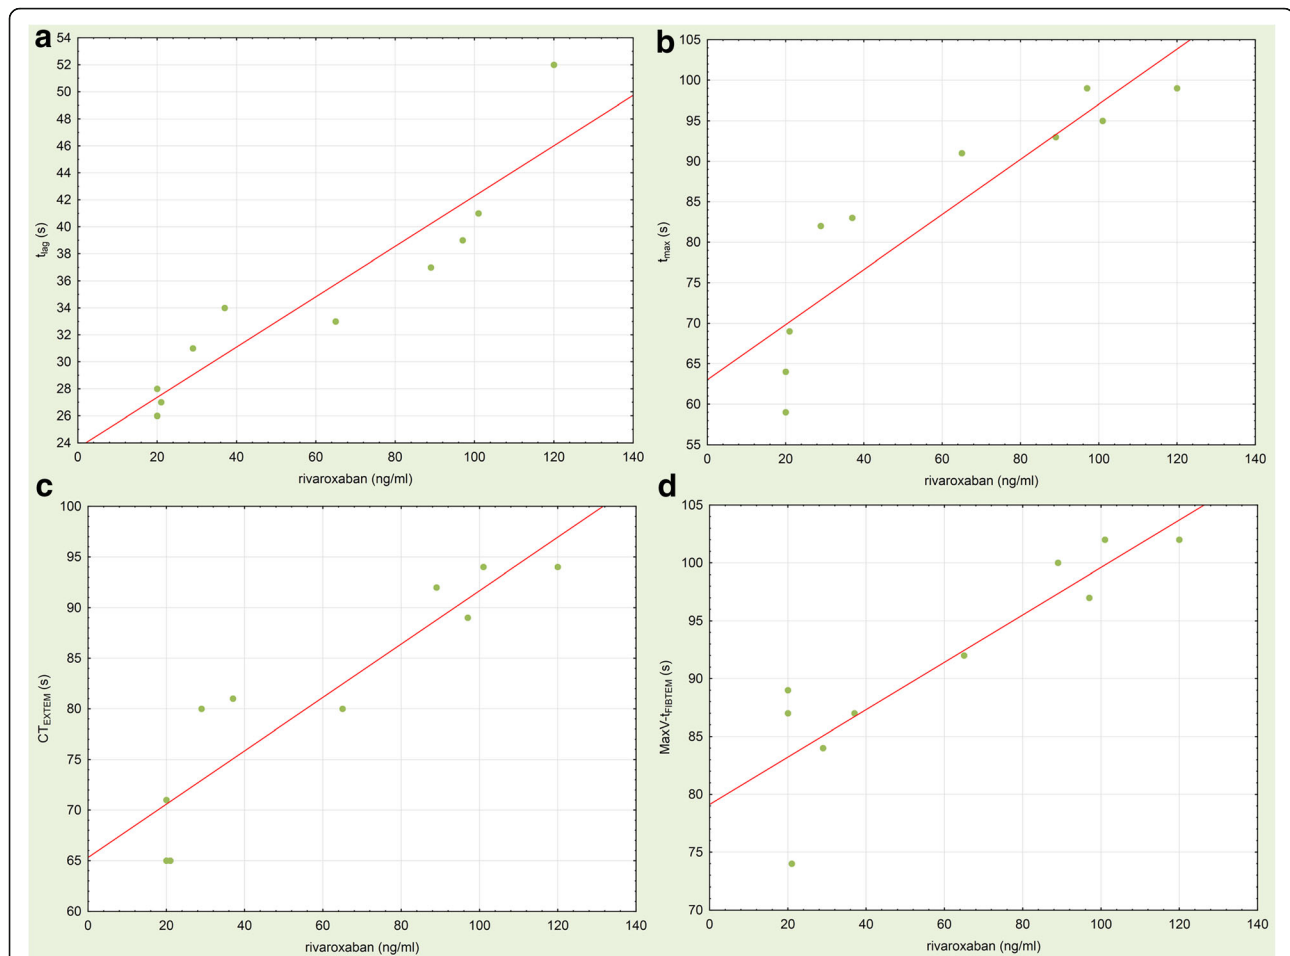 a
54
52
50
48
46
44
42
40
38
36
34
32
30
28
26
24
t_lag (s)
0 20 40 60 80 100 120 140
rivaroxaban (ng/ml)
b
105
100
95
90
85
80
75
70
65
60
55
t_max (s)
0 20 40 60 80 100 120 140
rivaroxaban (ng/ml)
c
100
95
90
85
80
75
70
65
60
CT_EXTEM (s)
0 20 40 60 80 100 120 140
rivaroxaban (ng/ml)
d
105
100
95
90
85
80
75
70
MaxV-t_FIBTEM (s)
0 20 40 60 80 100 120 140
rivaroxaban (ng/ml)